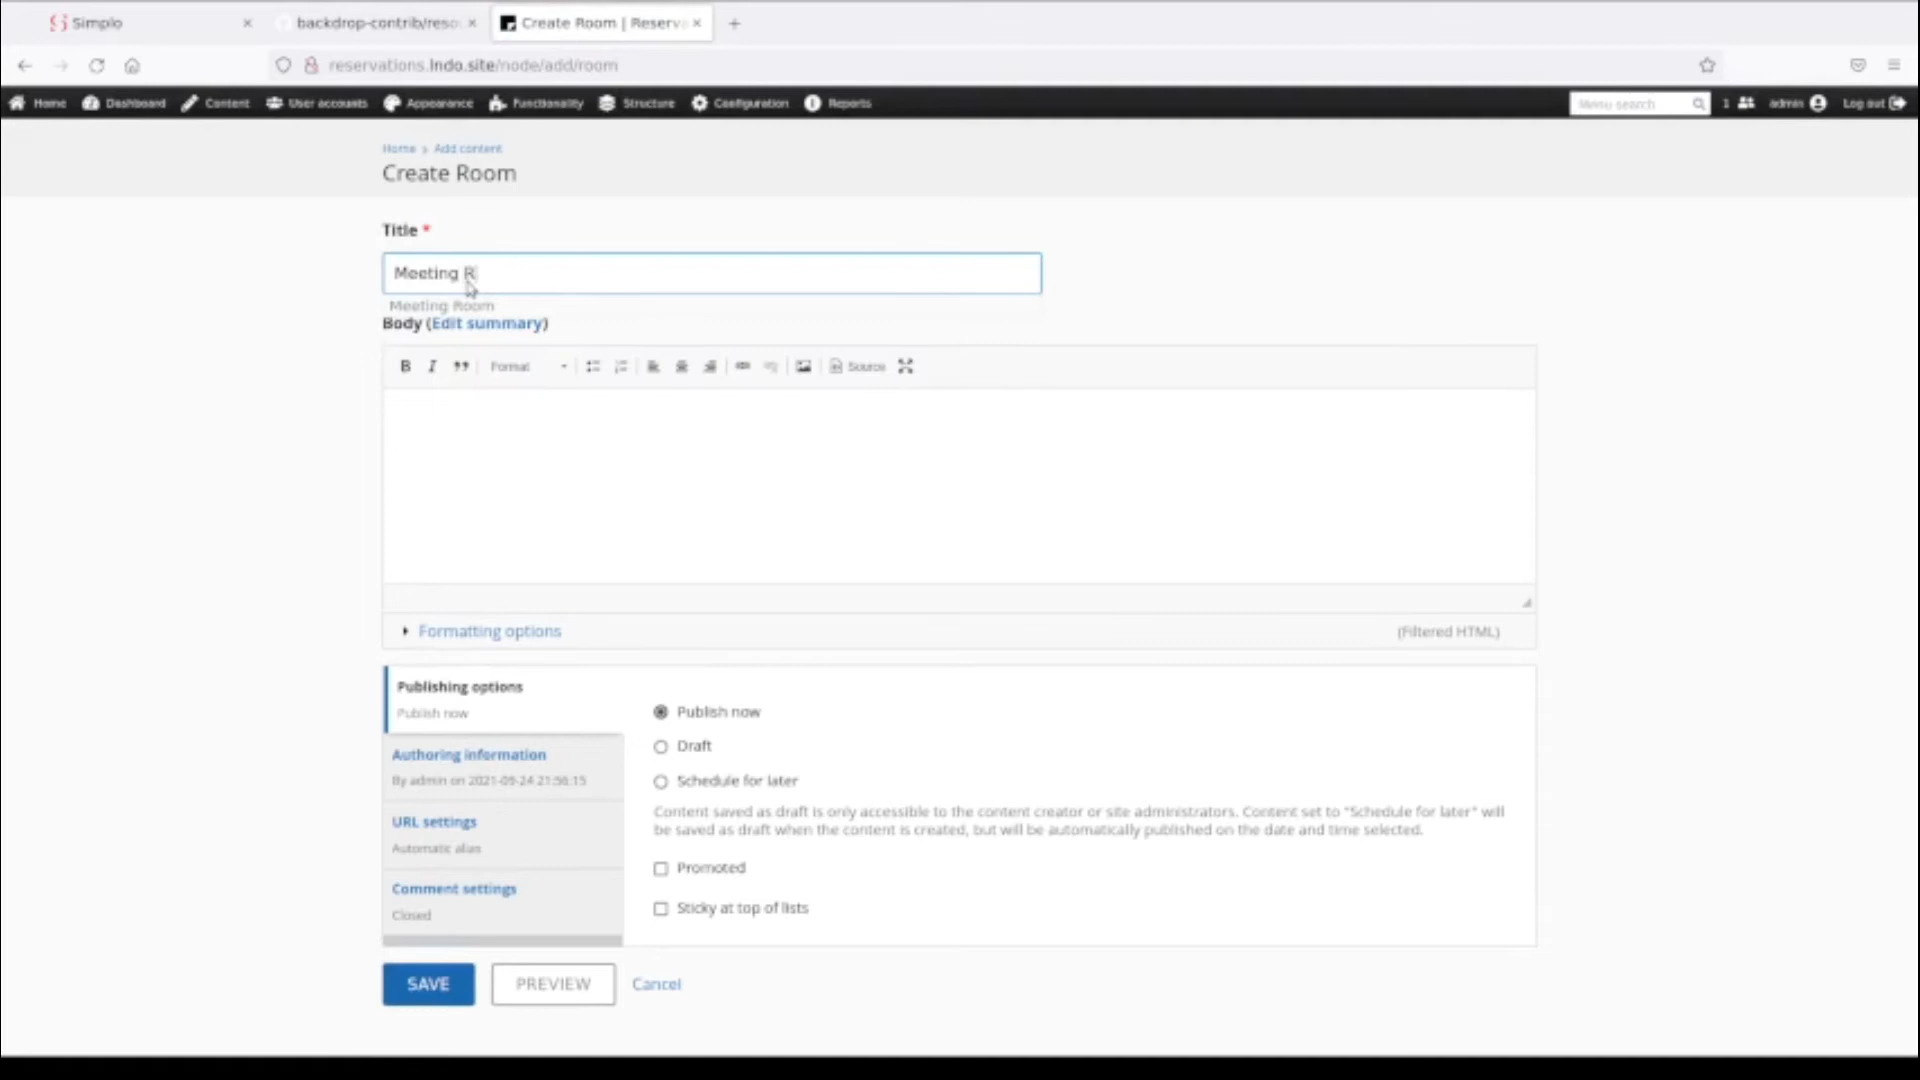 Simplo
backdrop-contrib/reso
Create Room | Reserva
reservations.lndo.site/node/add/room
Home Dashboard Content User accounts Appearance Functionality Structure Configuration Reports Menu search 1 admin Log out
Home › Add content
Create Room
Title *
Meeting R
Meeting Room
Body (Edit summary)
B I Format Source
Formatting options (Filtered HTML)
Publishing options
Publish now
Publish now
Draft
Authoring information
By admin on 2021-09-24 21:56:15
Schedule for later
Content saved as draft is only accessible to the content creator or site administrators. Content set to "Schedule for later" will
be saved as draft when the content is created, but will be automatically published on the date and time selected.
URL settings
Automatic alias
Promoted
Comment settings
Closed
Sticky at top of lists
SAVE PREVIEW Cancel